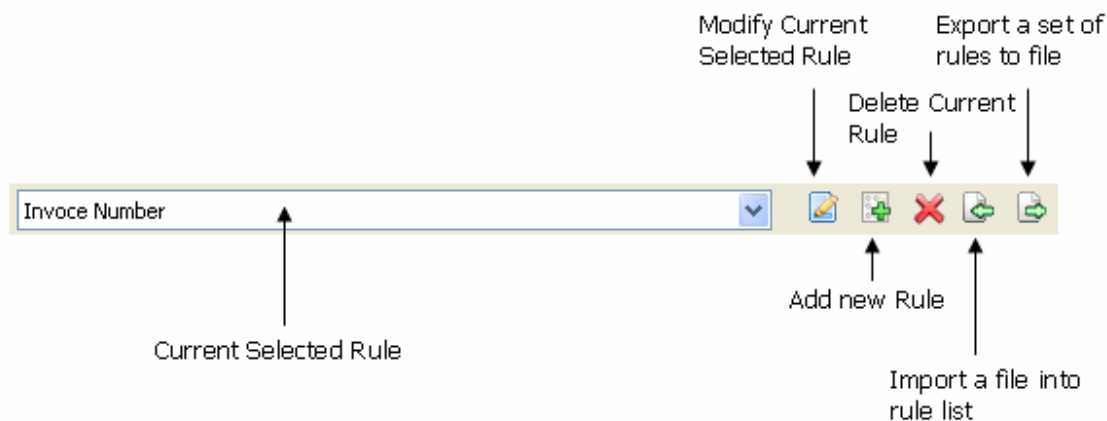 Modify Current
Selected Rule
Export a set of
rules to file
Delete Current
Rule
Invoce Number
Add new Rule
Current Selected Rule
Import a file into
rule list